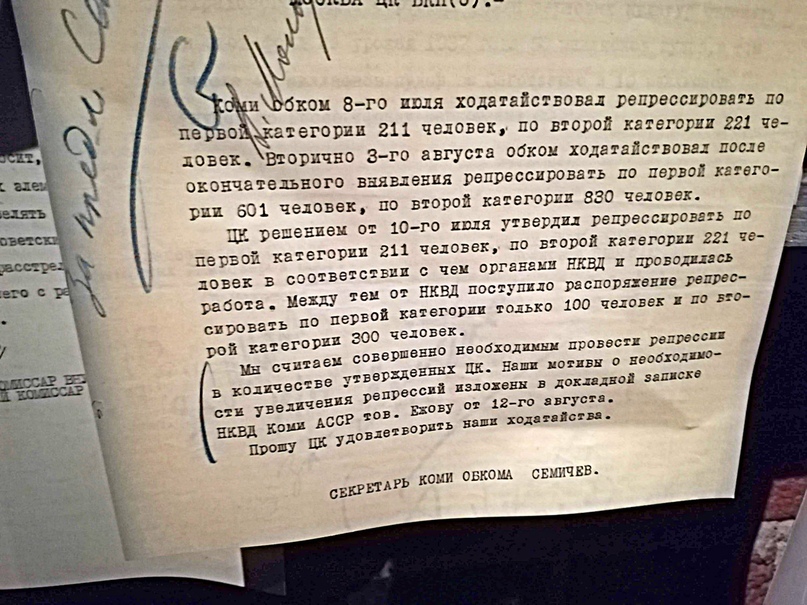 МОСКВА ЦК ВКП(б).-
За предл
Коми обком 8-го июля ходатайствовал репрессировать по
первой категории 211 человек, по второй категории 221 че-
ловек. Вторично 3-го августа обком ходатайствовал после
окончательного выявления репрессировать по первой катего-
рии 601 человек, по второй категории 830 человек.
ЦК решением от 10-го июля утвердил репрессировать по
первой категории 211 человек, по второй категории 221 че-
ловек в соответствии с чем органами НКВД и проводилась
работа. Между тем от НКВД поступило распоряжение репрес-
сировать по первой категории только 100 человек и по вто-
рой категории 300 человек.
Мы считаем совершенно необходимым провести репрессии
в количестве утвержденных ЦК. Наши мотивы о необходимо-
сти увеличения репрессий изложены в докладной записке
НКВД Коми АССР тов. Ежову от 12-го августа.
Прошу ЦК удовлетворить наши ходатайства.
СЕКРЕТАРЬ КОМИ ОБКОМА СЕМИЧЕВ.
КОМИССАР